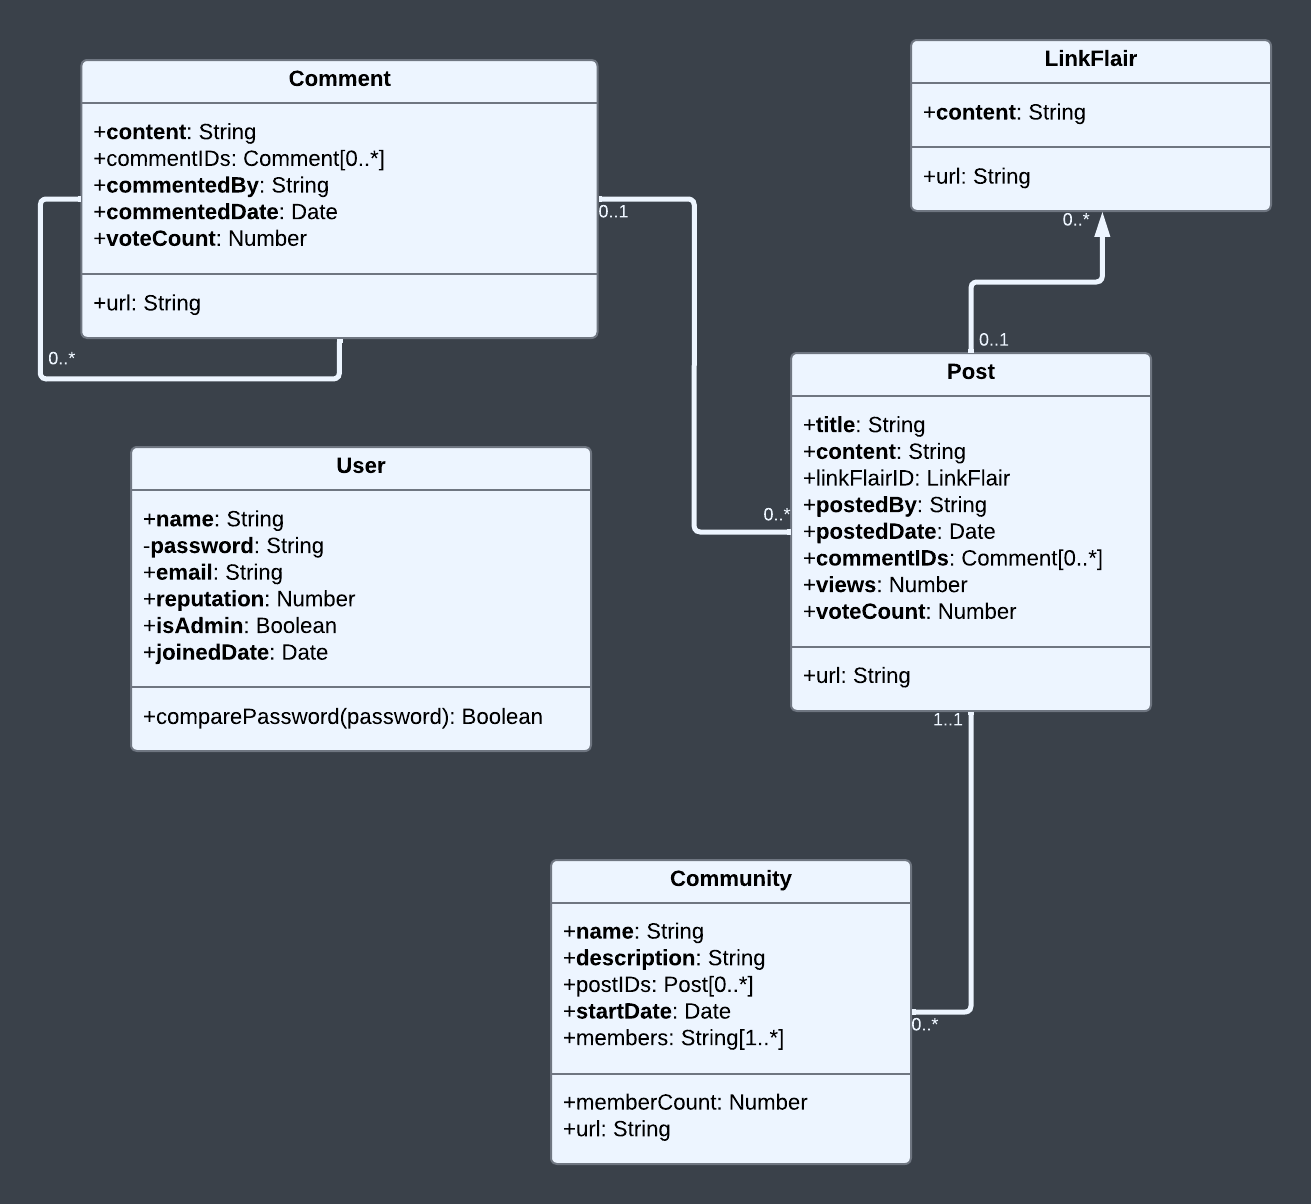 Comment
+content: String
+commentIDs: Comment[0..*]
+commentedBy: String
+commentedDate: Date
+voteCount: Number
+url: String
0..*
0..1
LinkFlair
+content: String
+url: String
0..*
0..1
Post
+title: String
+content: String
+linkFlairID: LinkFlair
+postedBy: String
+postedDate: Date
+commentIDs: Comment[0..*]
+views: Number
+voteCount: Number
+url: String
0..*
1..1
User
+name: String
-password: String
+email: String
+reputation: Number
+isAdmin: Boolean
+joinedDate: Date
+comparePassword(password): Boolean
Community
+name: String
+description: String
+postIDs: Post[0..*]
+startDate: Date
+members: String[1..*]
+memberCount: Number
+url: String
0..*